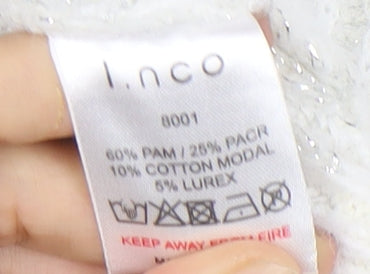 I.nco
8001
60% PAM / 25% PACR
10% COTTON MODAL
5% LUREX
KEEP AWAY FROM FIRE